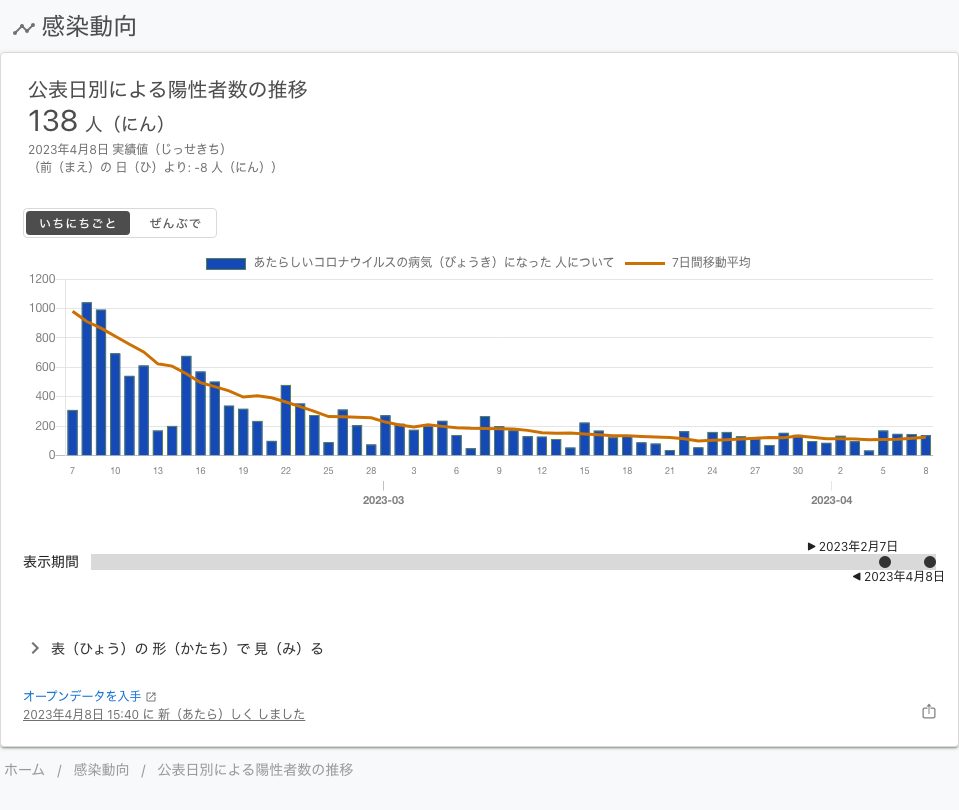 感染動向
公表日別による陽性者数の推移
138 人（にん）
2023年4月8日 実績値（じっせきち）
（前（まえ）の 日（ひ）より: -8 人（にん））
いちにちごと ぜんぶで
あたらしいコロナウイルスの病気（びょうき）になった 人について 7日間移動平均
1200
1000
800
600
400
200
0
7 10 13 16 19 22 25 28 3 6 9 12 15 18 21 24 27 30 2 5 8
2023-03 2023-04
▶ 2023年2月7日
表示期間
◀ 2023年4月8日
表（ひょう）の 形（かたち）で 見（み）る
オープンデータを入手
2023年4月8日 15:40 に 新（あたら）しく しました
ホーム / 感染動向 / 公表日別による陽性者数の推移